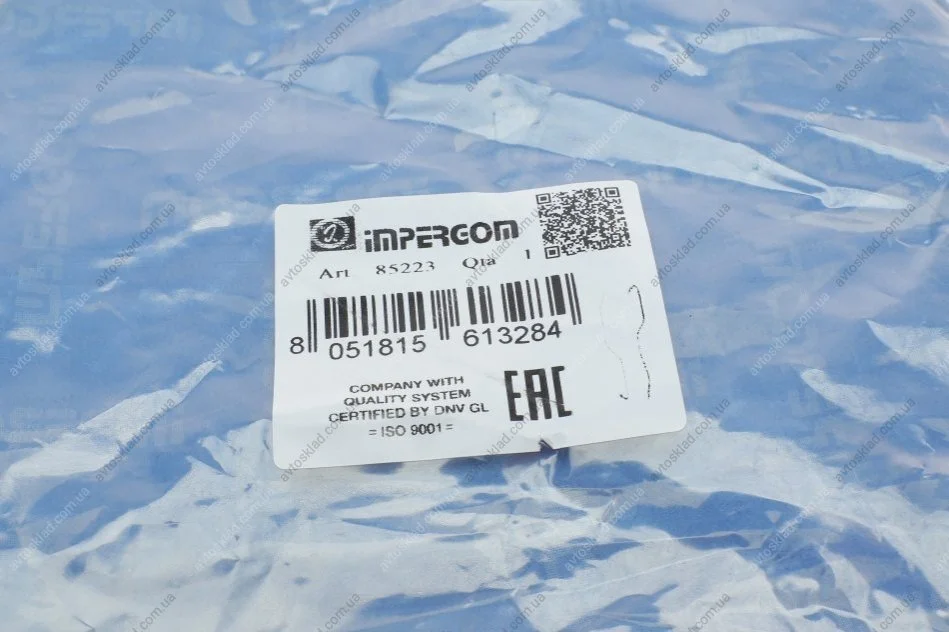 iMPERGOM
Art. 85223 Qta 1
8 051815 613284
COMPANY WITH
QUALITY SYSTEM
CERTIFIED BY DNV GL
= ISO 9001 =
EAC
avtosklad.com.ua